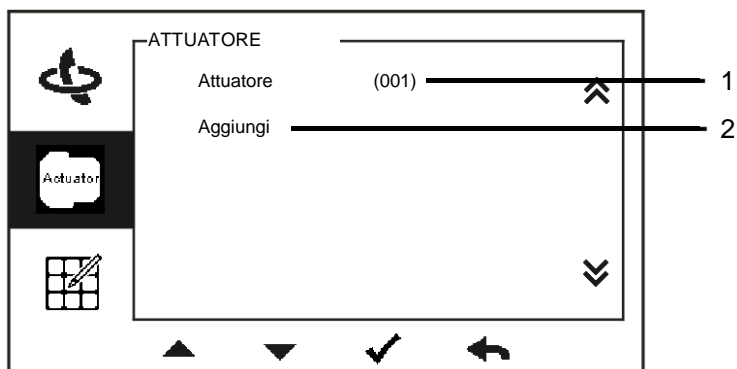 ATTUATORE
Attuatore (001) 1
Aggiungi 2
Actuator